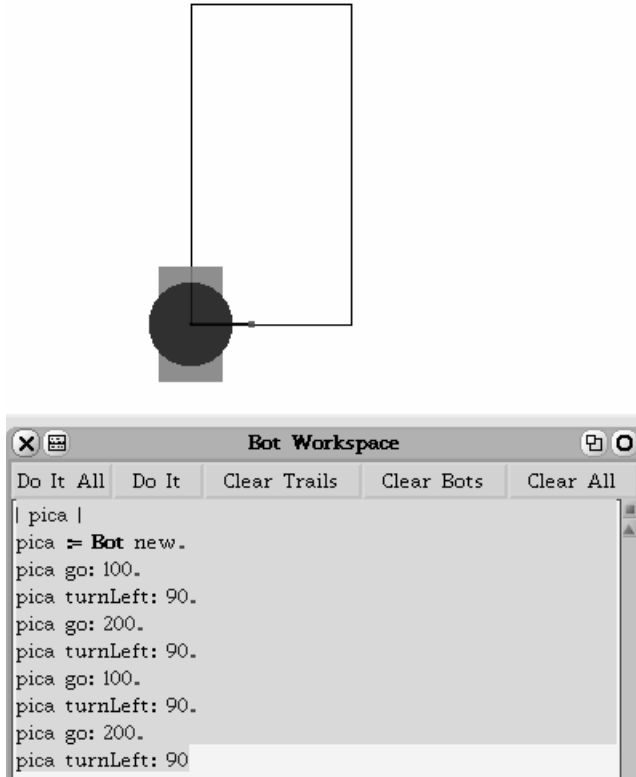 Bot Workspace
Do It All Do It Clear Trails Clear Bots Clear All
| pica |
pica := Bot new.
pica go: 100.
pica turnLeft: 90.
pica go: 200.
pica turnLeft: 90.
pica go: 100.
pica turnLeft: 90.
pica go: 200.
pica turnLeft: 90